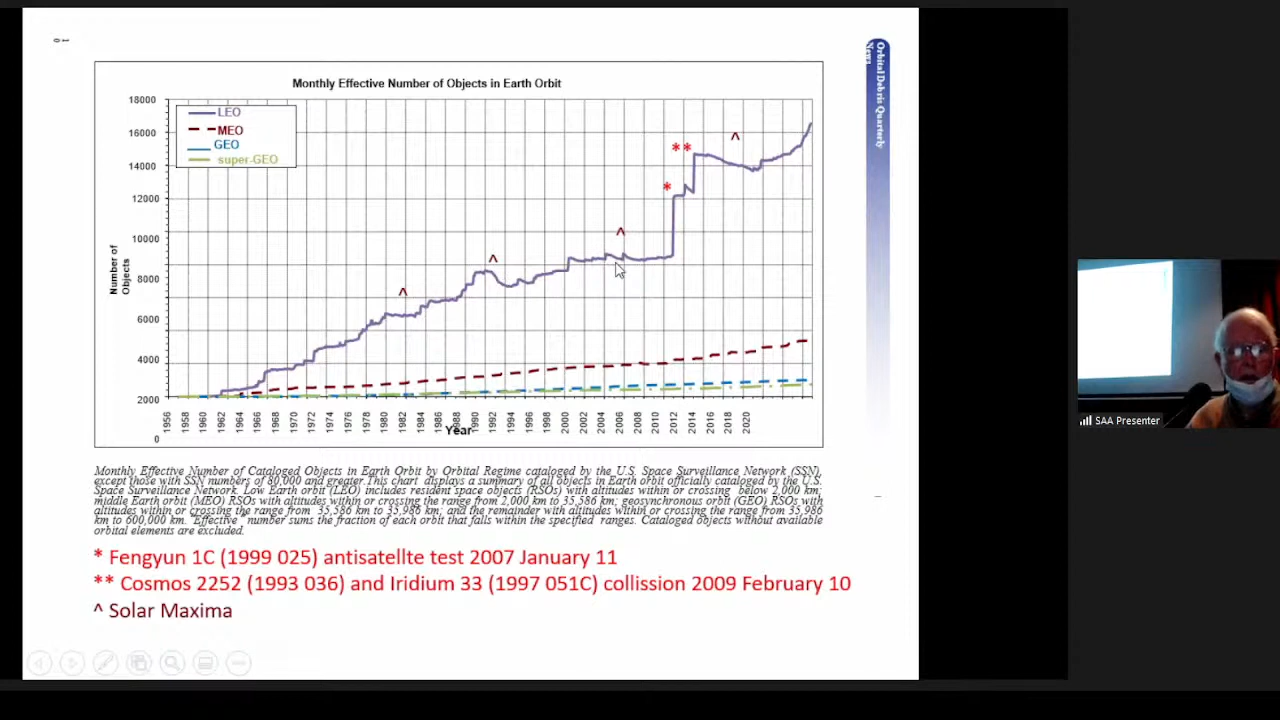 1
0
Orbital Debris Quarterly
News
Monthly Effective Number of Objects in Earth Orbit
18000
16000
14000
12000
10000
8000
6000
4000
2000
0
LEO
MEO
GEO
super-GEO
Number of
Objects
* **
^ ^ ^ ^
1956 1958 1960 1962 1964 1966 1968 1970 1972 1974 1976 1978 1980 1982 1984 1986 1988 1990 1992 1994 1996 1998 2000 2002 2004 2006 2008 2010 2012 2014 2016 2018 2020
Year
Monthly Effective Number of Cataloged Objects in Earth Orbit by Orbital Regime cataloged by the U.S. Space Surveillance Network (SSN),
except those with SSN numbers of 80,000 and greater.This chart displays a summary of all objects in Earth orbit officially cataloged by the U.S.
Space Surveillance Network. Low Earth orbit (LEO) includes resident space objects (RSOs) with altitudes within or crossing below 2,000 km;
middle Earth orbit (MEO) RSOs with altitudes within or crossing the range from 2,000 km to 35,586 km; geosynchronous orbit (GEO) RSOs with
altitudes within or crossing the range from 35,586 km to 35,986 km; and the remainder with altitudes within or crossing the range from 35,986
km to 600,000 km. "Effective" number sums the fraction of each orbit that falls within the specified ranges. Cataloged objects without available
orbital elements are excluded.
* Fengyun 1C (1999 025) antisatellte test 2007 January 11
** Cosmos 2252 (1993 036) and Iridium 33 (1997 051C) collission 2009 February 10
^ Solar Maxima
SAA Presenter